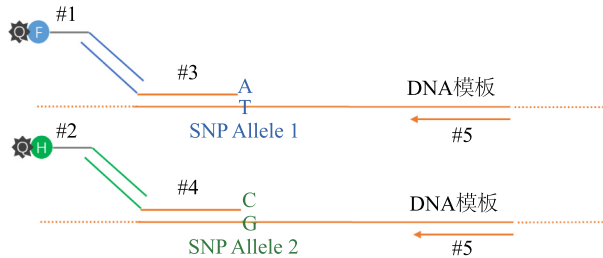 #1
Q F
#3
A
DNA模板
T
SNP Allele 1
#5
#2
Q H
#4
C
DNA模板
G
SNP Allele 2
#5